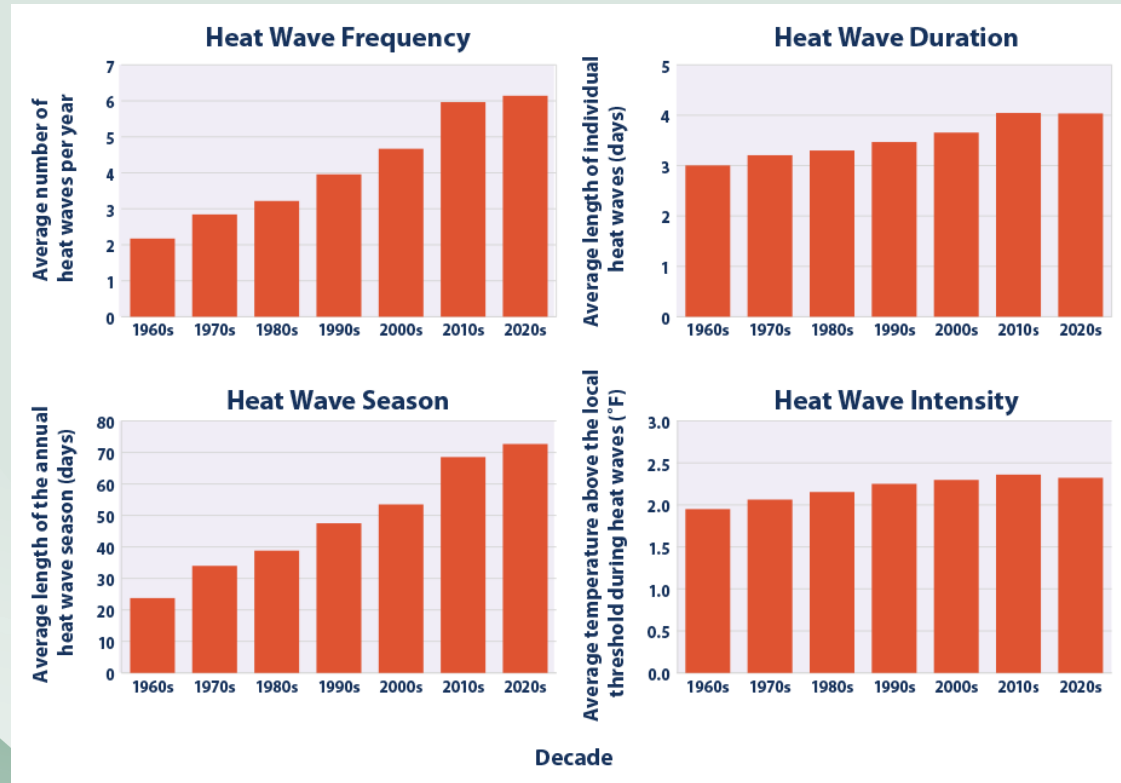 Heat Wave Frequency
Average number of
heat waves per year
7
6
5
4
3
2
1
0
1960s 1970s 1980s 1990s 2000s 2010s 2020s
Heat Wave Duration
Average length of individual
heat waves (days)
5
4
3
2
1
0
1960s 1970s 1980s 1990s 2000s 2010s 2020s
Heat Wave Season
Average length of the annual
heat wave season (days)
80
70
60
50
40
30
20
10
0
1960s 1970s 1980s 1990s 2000s 2010s 2020s
Heat Wave Intensity
Average temperature above the local
threshold during heat waves (˚F)
3.0
2.5
2.0
1.5
1.0
0.5
0.0
1960s 1970s 1980s 1990s 2000s 2010s 2020s
Decade